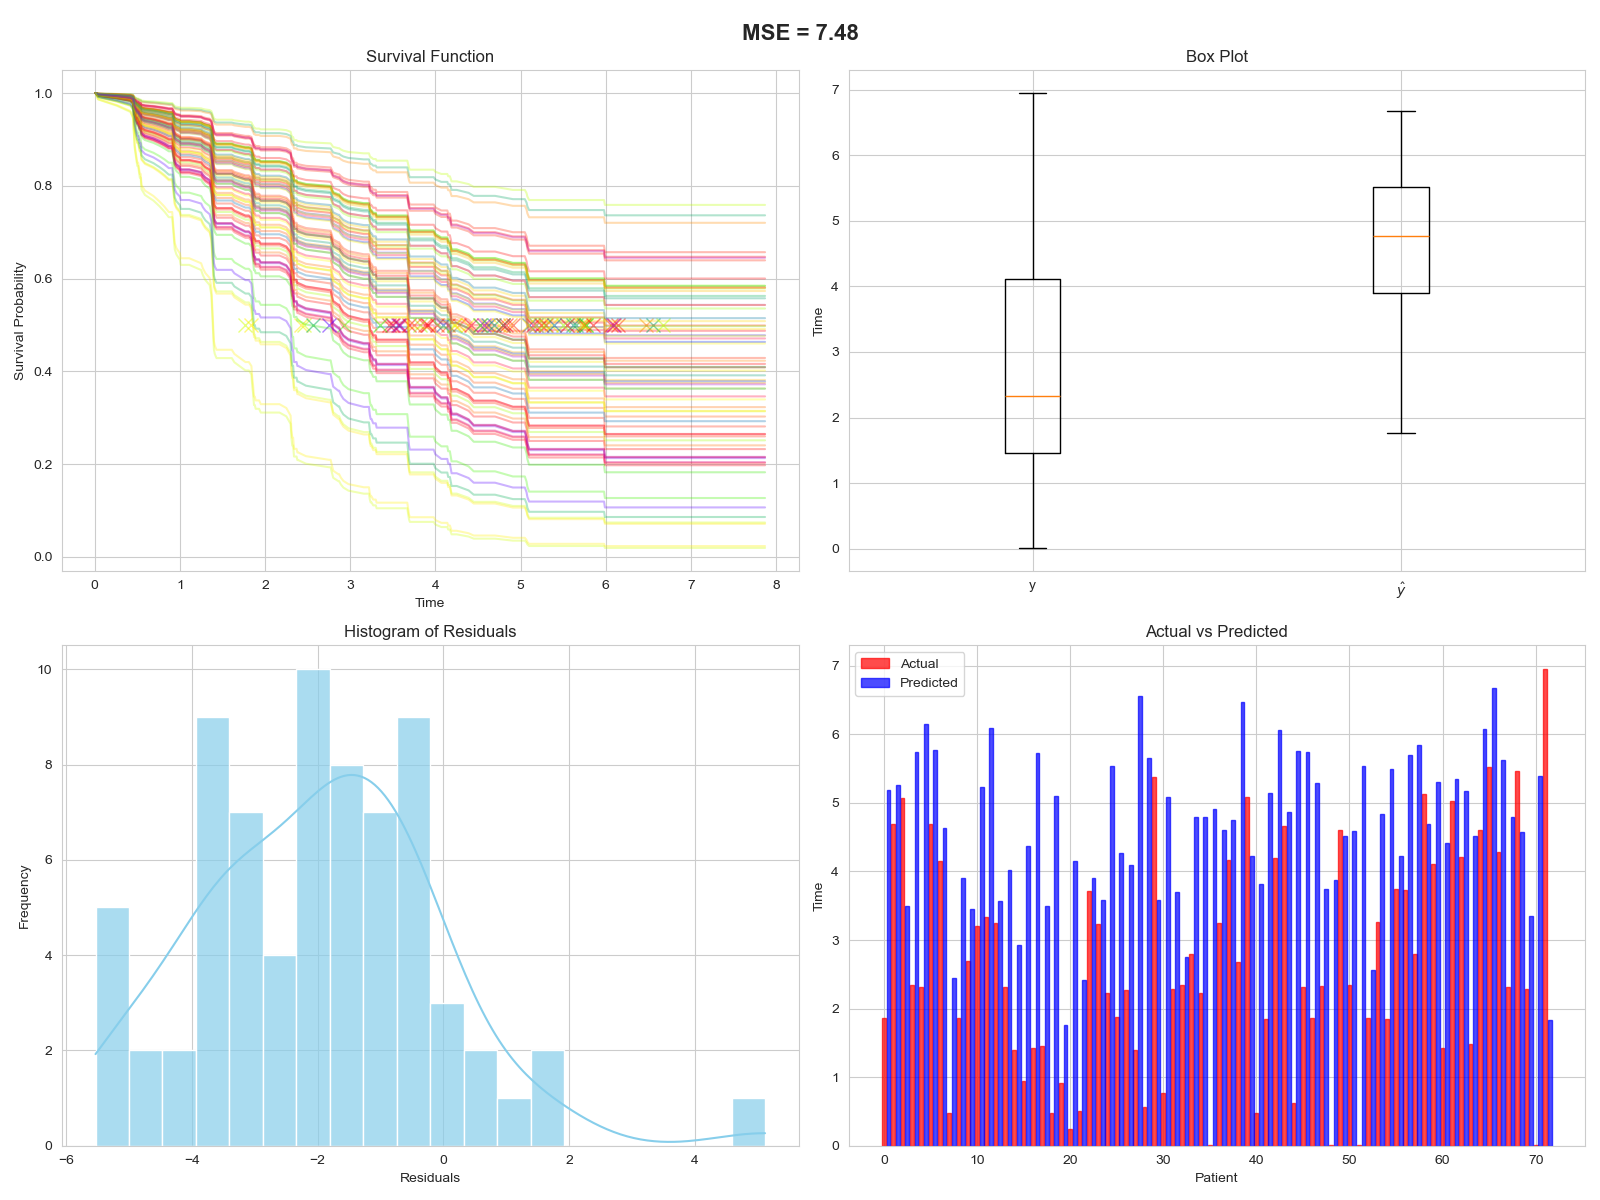 MSE = 7.48
Survival Function
Survival Probability
1.0
0.8
0.6
0.4
0.2
0.0
0 1 2 3 4 5 6 7 8
Time
Box Plot
Time
7
6
5
4
3
2
1
0
y ŷ
Histogram of Residuals
Frequency
10
8
6
4
2
0
−6 −4 −2 0 2 4
Residuals
Actual vs Predicted
Actual
Predicted
Time
7
6
5
4
3
2
1
0
0 10 20 30 40 50 60 70
Patient